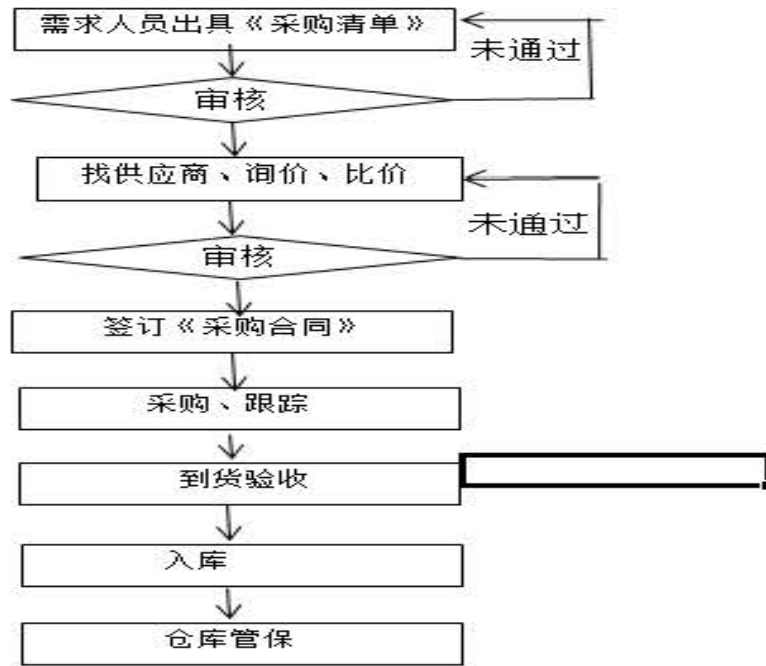 需求人员出具《采购清单》
未通过
审核
找供应商、询价、比价
未通过
审核
签订《采购合同》
采购、跟踪
到货验收
入库
仓库管保